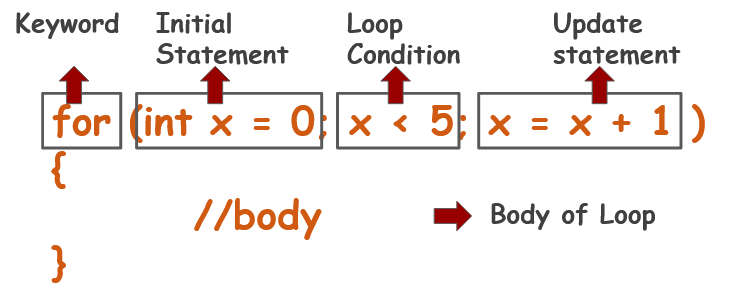 Keyword Initial Statement Loop Condition Update statement
for (int x = 0; x < 5; x = x + 1 )
{
//body Body of Loop
}